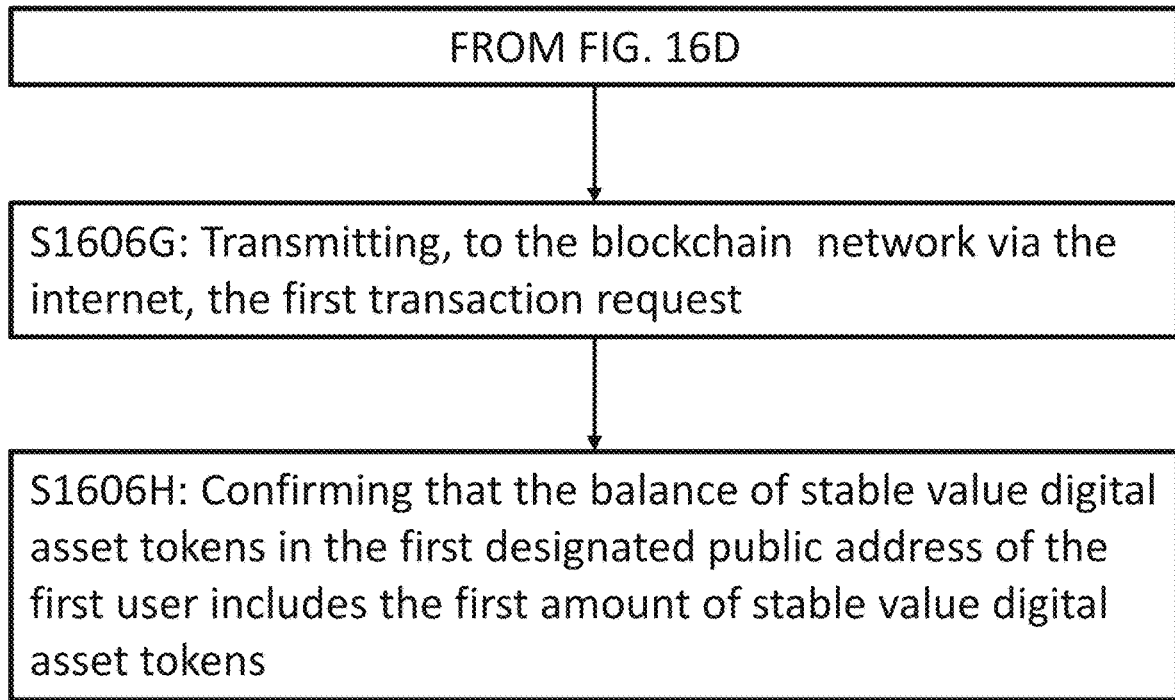 FROM FIG. 16D
S1606G: Transmitting, to the blockchain network via the
internet, the first transaction request
S1606H: Confirming that the balance of stable value digital
asset tokens in the first designated public address of the
first user includes the first amount of stable value digital
asset tokens